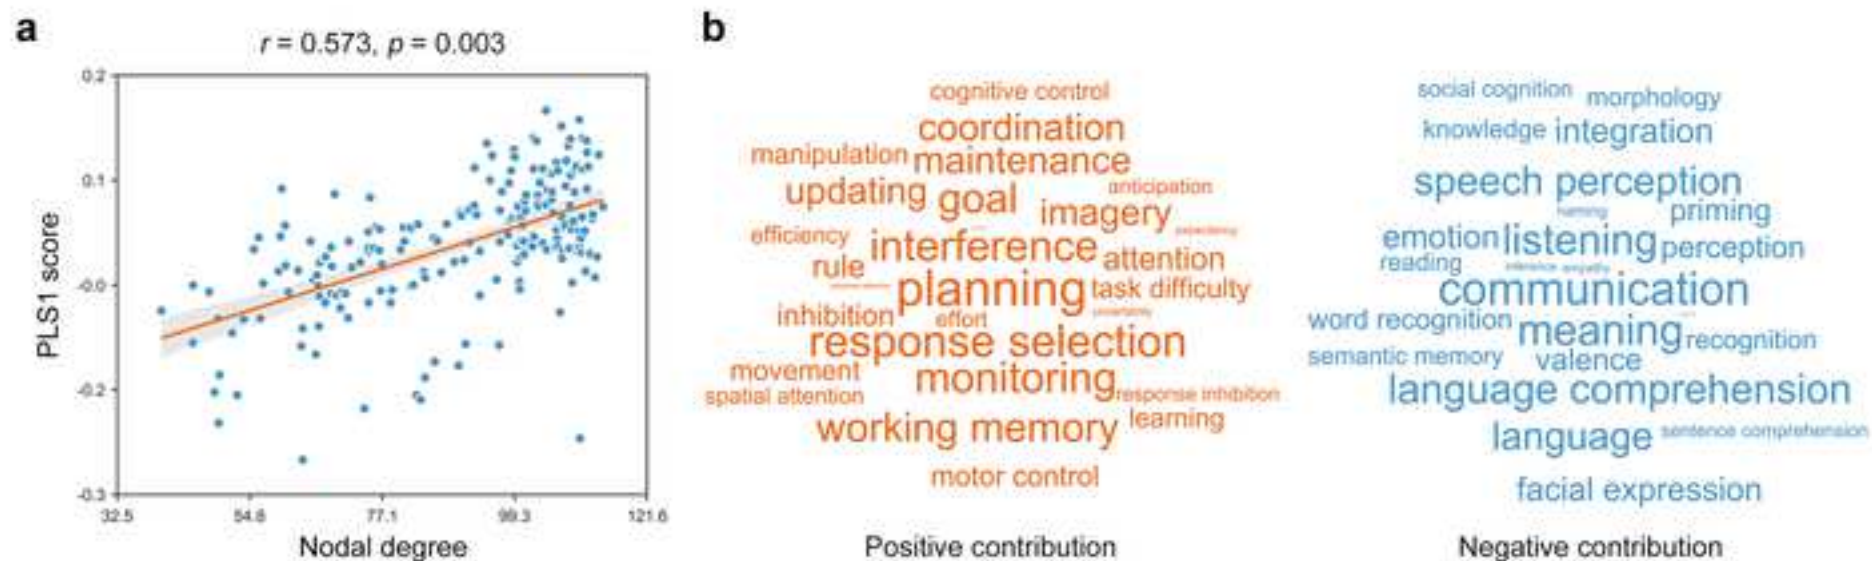 a
r = 0.573, p = 0.003
0.2
0.1
-0.0
-0.2
-0.3
32.5 54.8 77.1 99.3 121.6
PLS1 score
Nodal degree
b
cognitive control
coordination
manipulation maintenance
updating goal anticipation
imagery
efficiency interference attention
rule
planning task difficulty
inhibition effort uncertainty
response selection
movement monitoring
spatial attention response inhibition
working memory learning
motor control
Positive contribution
social cognition morphology
knowledge integration
speech perception
naming priming
emotion listening perception
reading inference empathy
communication
word recognition meaning recognition
semantic memory valence
language comprehension
language sentence comprehension
facial expression
Negative contribution